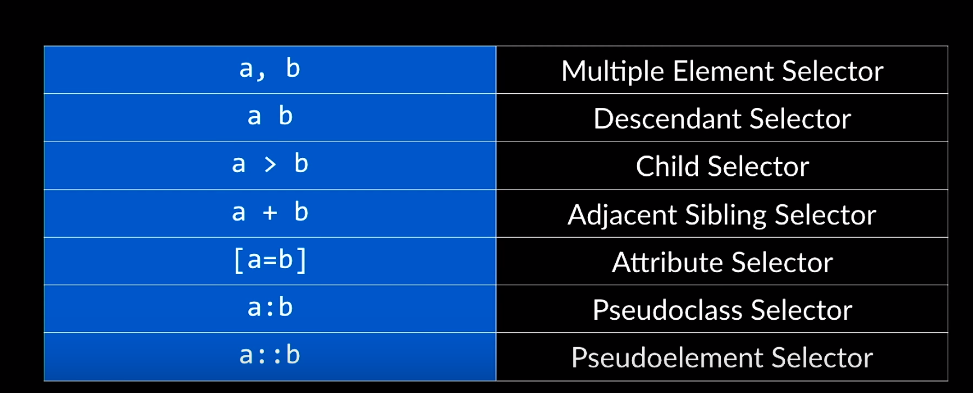 a, b Multiple Element Selector
a b Descendant Selector
a > b Child Selector
a + b Adjacent Sibling Selector
[a=b] Attribute Selector
a:b Pseudoclass Selector
a::b Pseudoelement Selector